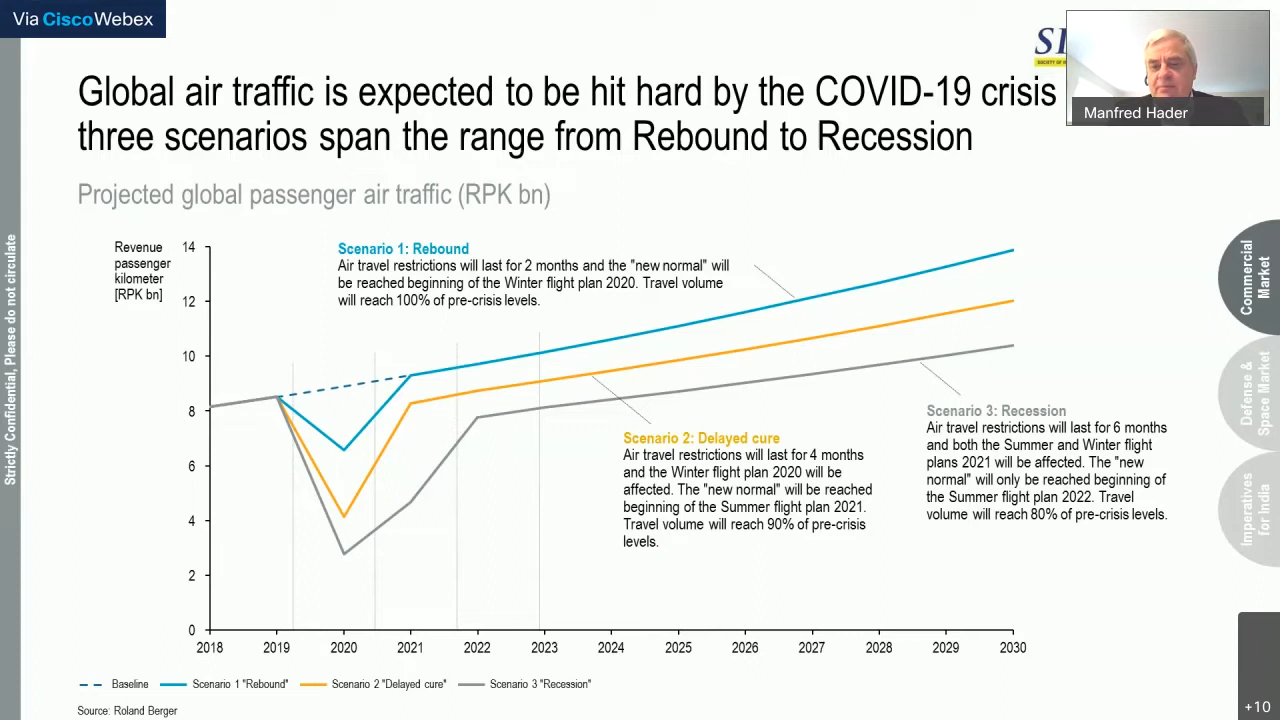 Via CiscoWebex
Strictly Confidential, Please do not circulate
Global air traffic is expected to be hit hard by the COVID-19 crisis
three scenarios span the range from Rebound to Recession
Manfred Hader
Projected global passenger air traffic (RPK bn)
Revenue
passenger
kilometer
[RPK bn]
14
12
10
8
6
4
2
0
Scenario 1: Rebound
Air travel restrictions will last for 2 months and the "new normal" will
be reached beginning of the Winter flight plan 2020. Travel volume
will reach 100% of pre-crisis levels.
Scenario 2: Delayed cure
Air travel restrictions will last for 4 months
and the Winter flight plan 2020 will be
affected. The "new normal" will be reached
beginning of the Summer flight plan 2021.
Travel volume will reach 90% of pre-crisis
levels.
Scenario 3: Recession
Air travel restrictions will last for 6 months
and both the Summer and Winter flight
plans 2021 will be affected. The "new
normal" will only be reached beginning of
the Summer flight plan 2022. Travel
volume will reach 80% of pre-crisis levels.
2018 2019 2020 2021 2022 2023 2024 2025 2026 2027 2028 2029 2030
Baseline Scenario 1 "Rebound" Scenario 2 "Delayed cure" Scenario 3 "Recession"
Source: Roland Berger
Commercial
Market
Defense &
Space Market
Imperatives
for India
+10